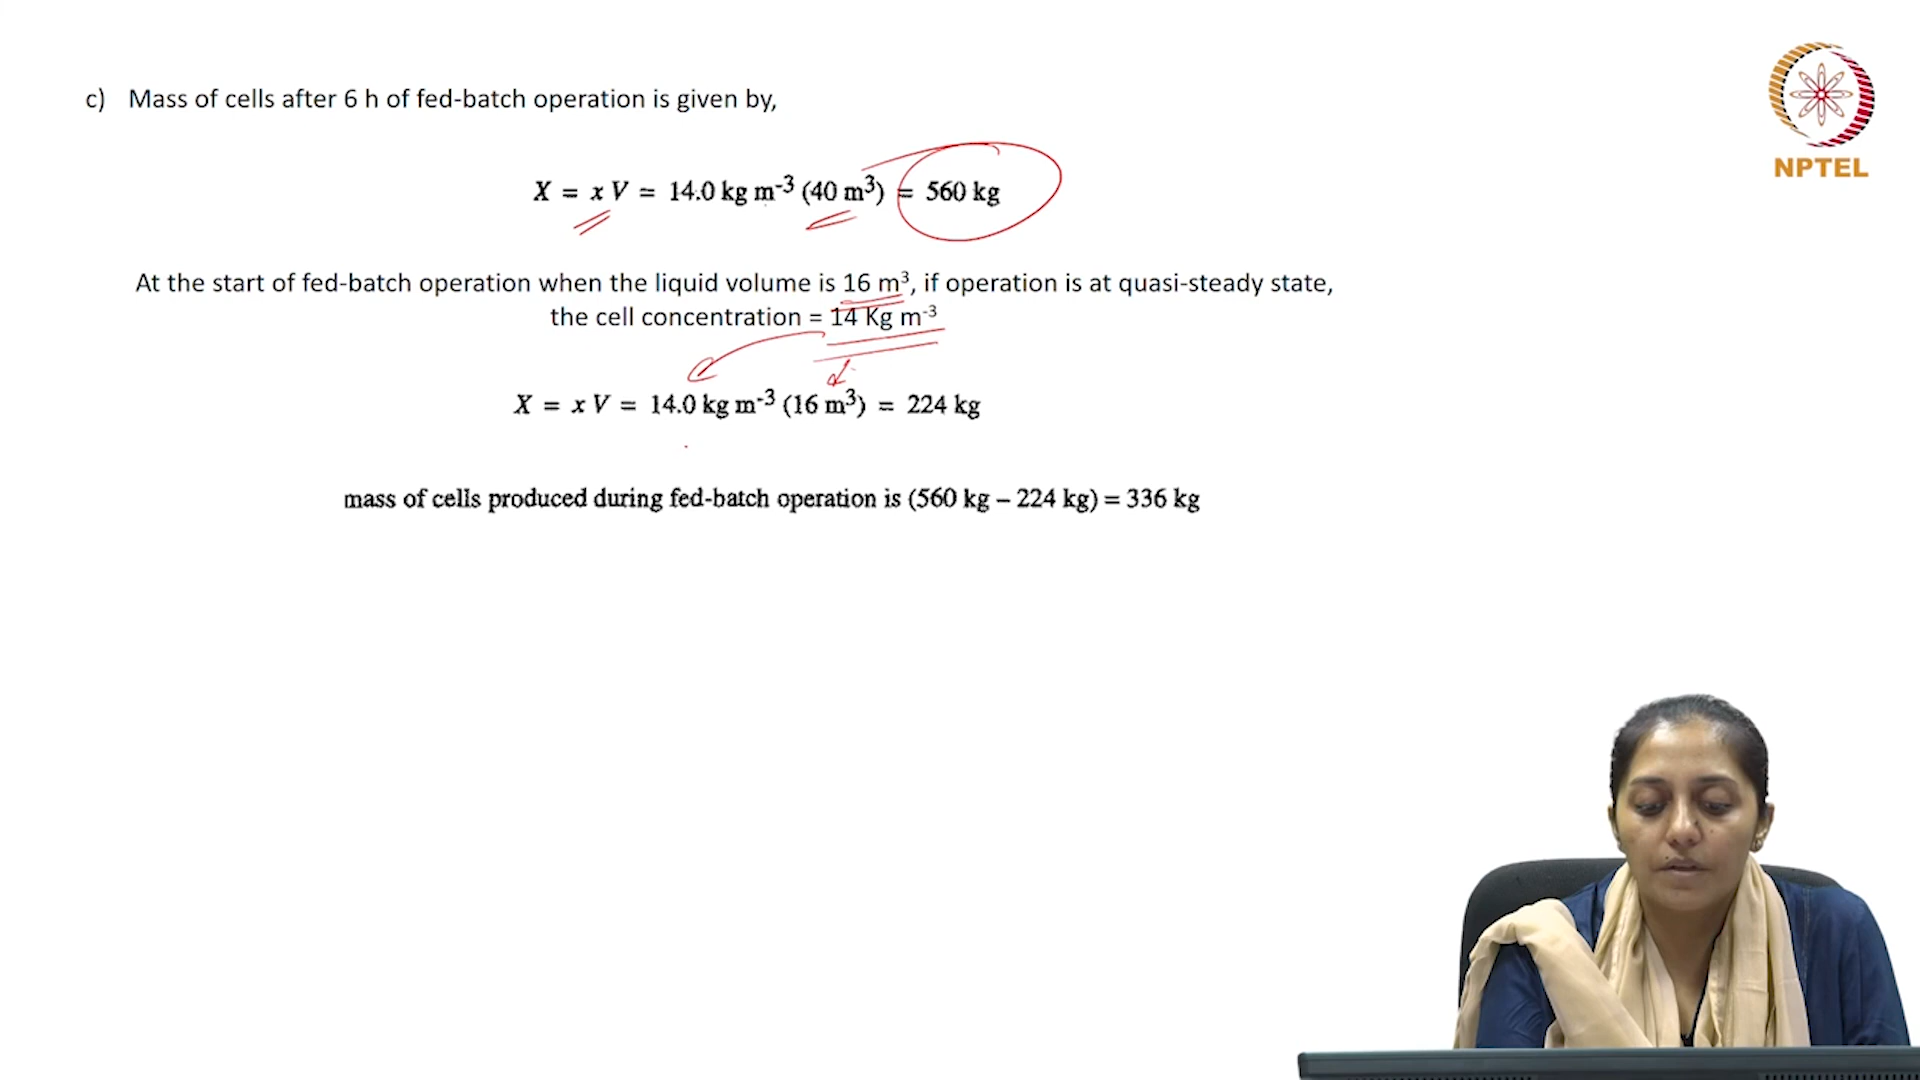 NPTEL
c) Mass of cells after 6 h of fed-batch operation is given by,
X = x V = 14.0 kg m⁻³ (40 m³) = 560 kg
At the start of fed-batch operation when the liquid volume is 16 m³, if operation is at quasi-steady state,
the cell concentration = 14 Kg m⁻³
X = x V = 14.0 kg m⁻³ (16 m³) = 224 kg
mass of cells produced during fed-batch operation is (560 kg – 224 kg) = 336 kg